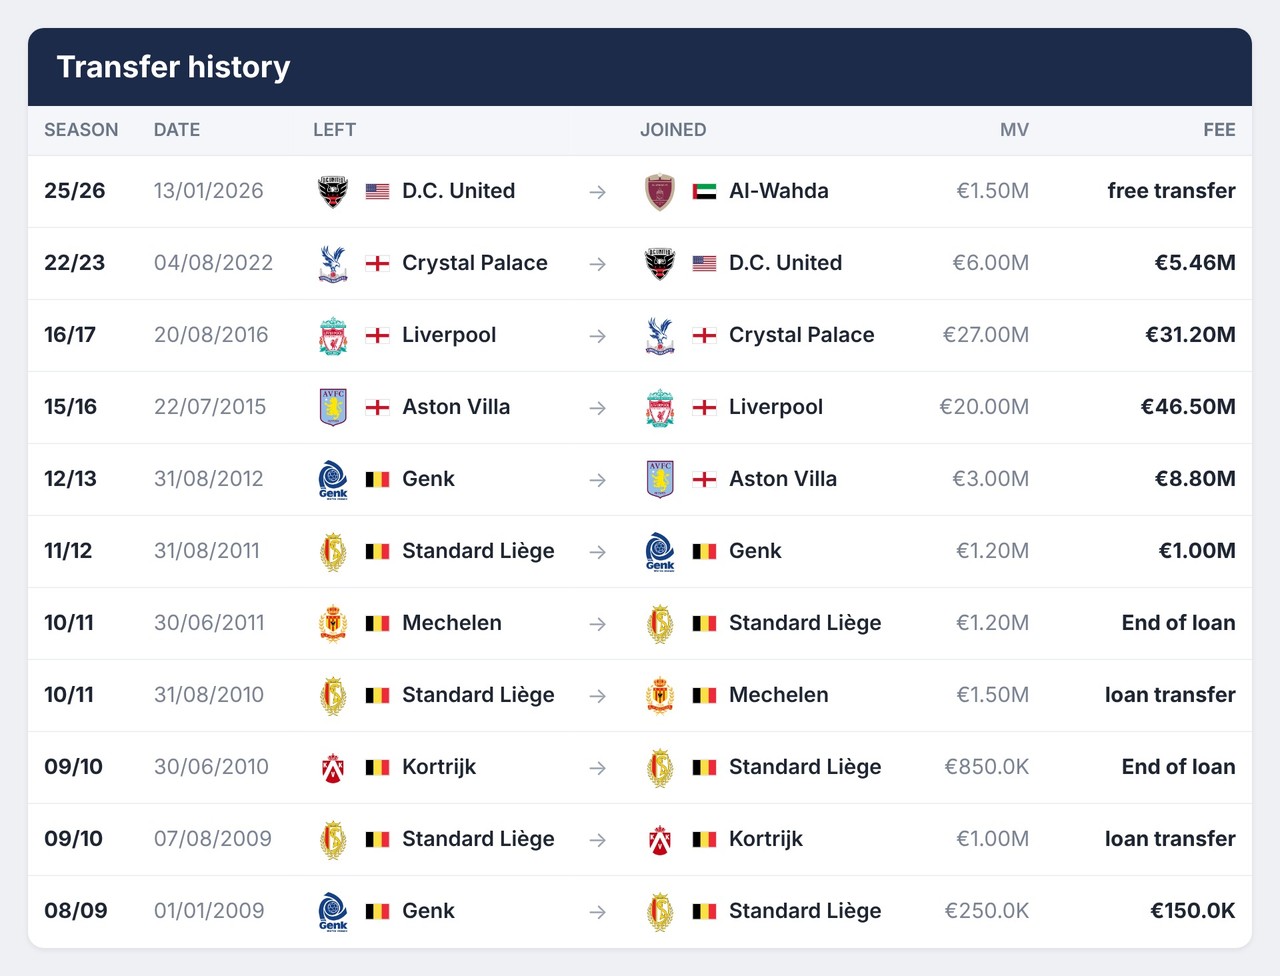 Transfer history
SEASON DATE LEFT JOINED MV FEE
25/26 13/01/2026 D.C. United → Al-Wahda €1.50M free transfer
22/23 04/08/2022 Crystal Palace → D.C. United €6.00M €5.46M
16/17 20/08/2016 Liverpool → Crystal Palace €27.00M €31.20M
15/16 22/07/2015 Aston Villa → Liverpool €20.00M €46.50M
12/13 31/08/2012 Genk → Aston Villa €3.00M €8.80M
11/12 31/08/2011 Standard Liège → Genk €1.20M €1.00M
10/11 30/06/2011 Mechelen → Standard Liège €1.20M End of loan
10/11 31/08/2010 Standard Liège → Mechelen €1.50M loan transfer
09/10 30/06/2010 Kortrijk → Standard Liège €850.0K End of loan
09/10 07/08/2009 Standard Liège → Kortrijk €1.00M loan transfer
08/09 01/01/2009 Genk → Standard Liège €250.0K €150.0K